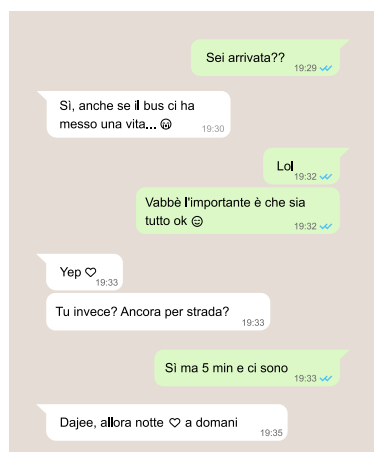 Sei arrivata??
19:29
Sì, anche se il bus ci ha
messo una vita...
19:30
Lol
19:32
Vabbè l'importante è che sia
tutto ok
19:32
Yep ♡
19:33
Tu invece? Ancora per strada?
19:33
Sì ma 5 min e ci sono
19:33
Dajee, allora notte ♡ a domani
19:35